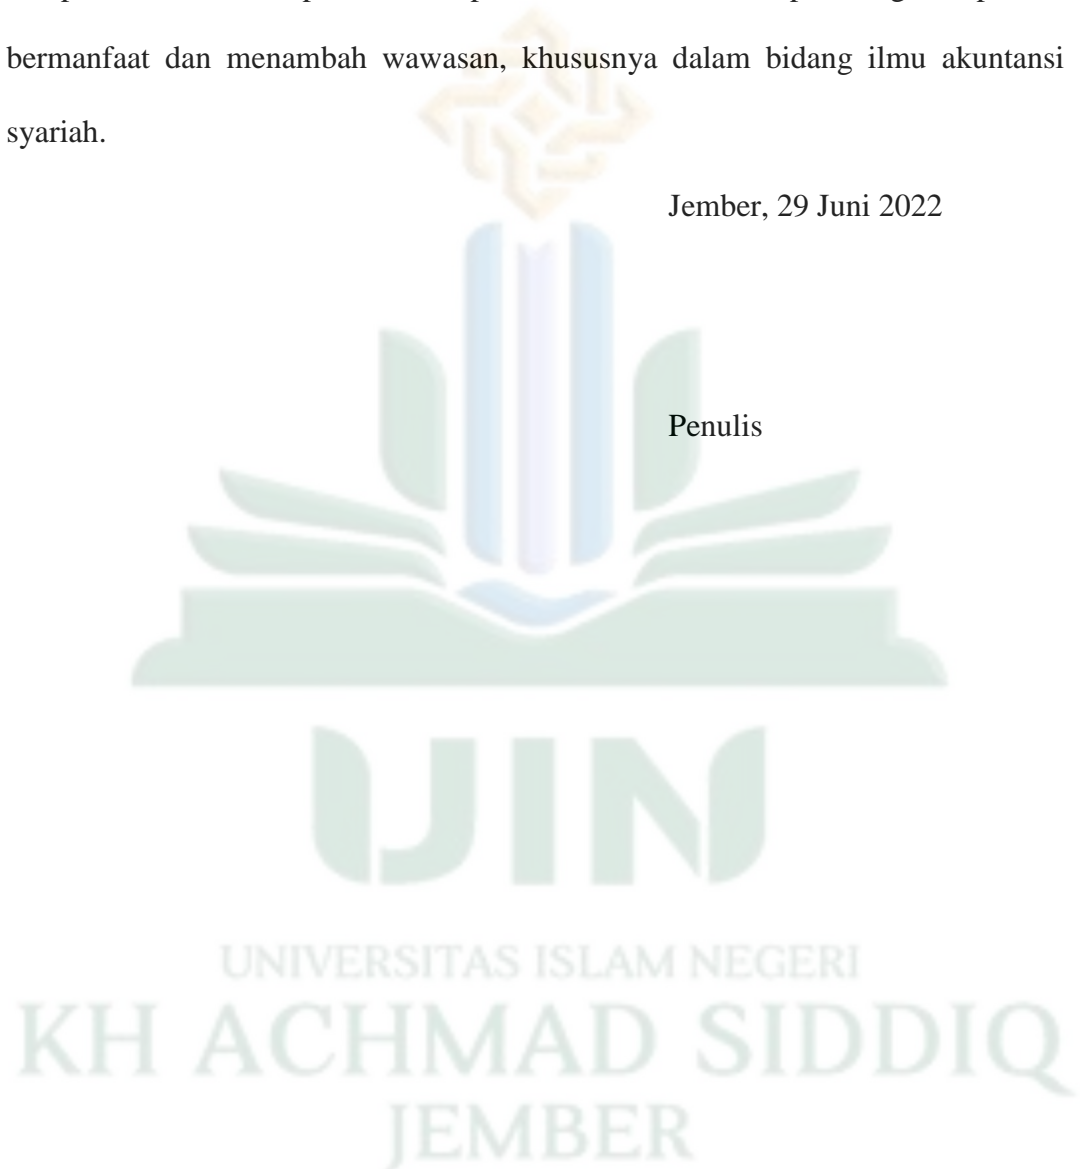 bermanfaat dan menambah wawasan, khususnya dalam bidang ilmu akuntansi
syariah.
Jember, 29 Juni 2022
Penulis
UIN
UNIVERSITAS ISLAM NEGERI
KH ACHMAD SIDDIQ
JEMBER